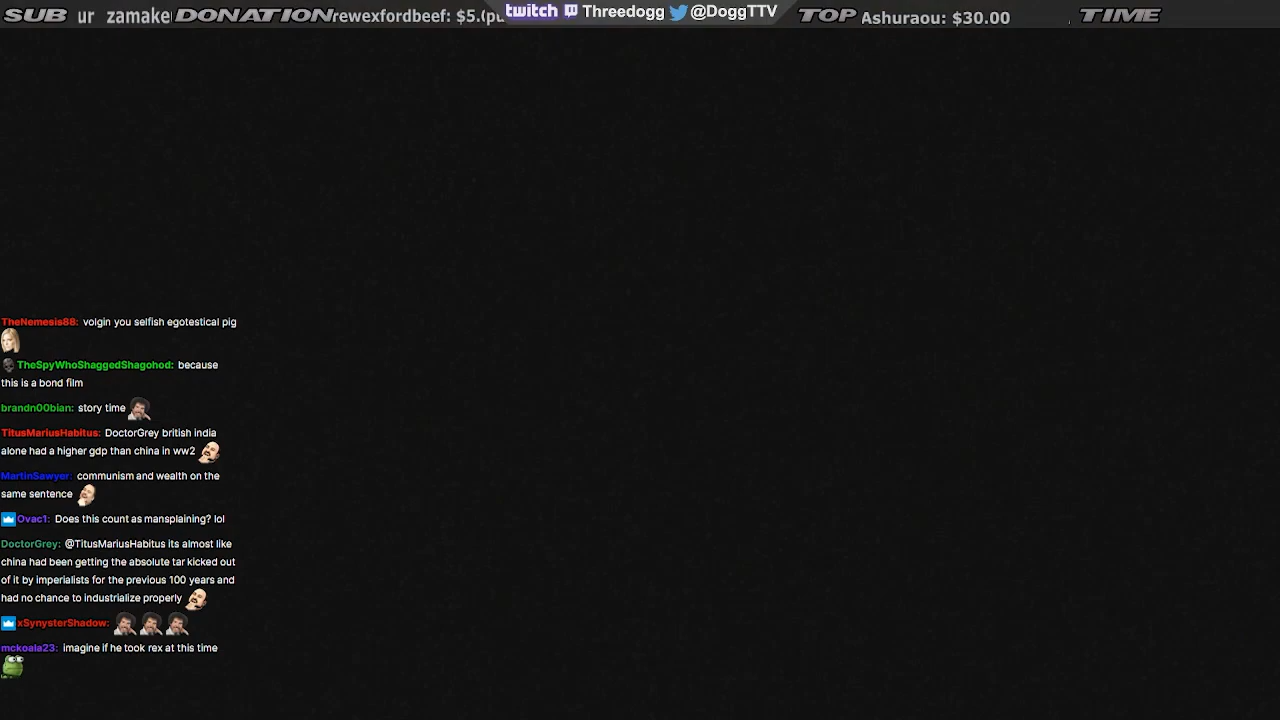 SUB ur zamake DONATION rewexfordbeef: $5.(pu twitch Threedogg @DoggTTV TOP Ashuraou: $30.00 TIME
TheNemesis88: volgin you selfish egotestical pig
TheSpyWhoShaggedShagohod: because
this is a bond film
brandn00bian: story time
TitusMariusHabitus: DoctorGrey british india
alone had a higher gdp than china in ww2
MartinSawyer: communism and wealth on the
same sentence
Ovac1: Does this count as mansplaining? lol
DoctorGrey: @TitusMariusHabitus its almost like
china had been getting the absolute tar kicked out
of it by imperialists for the previous 100 years and
had no chance to industrialize properly
xSynysterShadow:
mckoala23: imagine if he took rex at this time